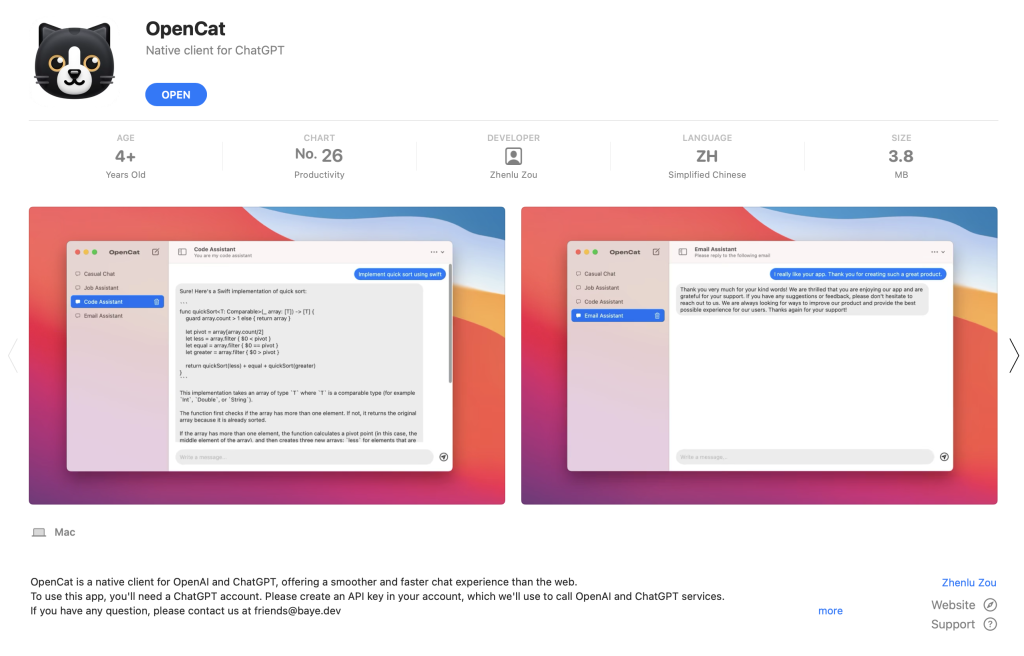 OpenCat
Native client for ChatGPT
OPEN
AGE
4+
Years Old
CHART
No. 26
Productivity
DEVELOPER
Zhenlu Zou
LANGUAGE
ZH
Simplified Chinese
SIZE
3.8
MB
OpenCat
Casual Chat
Job Assistant
Code Assistant
Email Assistant
Code Assistant
You are my code assistant
Implement quick sort using swift
Sure! Here's a Swift implementation of quick sort:
```
func quickSort<T: Comparable>(_ array: [T]) -> [T] {
guard array.count > 1 else { return array }
let pivot = array[array.count/2]
let less = array.filter { $0 < pivot }
let equal = array.filter { $0 == pivot }
let greater = array.filter { $0 > pivot }
return quickSort(less) + equal + quickSort(greater)
}
```
This implementation takes an array of type `T` where `T` is a comparable type (for example
`Int`, `Double`, or `String`).
The function first checks if the array has more than one element. If not, it returns the original
array because it is already sorted.
If the array has more than one element, the function calculates a pivot point (in this case, the
middle element of the array), and then creates three new arrays: `less` for elements that are
Write a message...
OpenCat
Casual Chat
Job Assistant
Code Assistant
Email Assistant
Email Assistant
Please reply to the following email
I really like your app. Thank you for creating such a great product.
Thank you very much for your kind words! We are thrilled that you are enjoying our app and are
grateful for your support. If you have any suggestions or feedback, please don't hesitate to
reach out to us. We are always looking for ways to improve our product and provide the best
possible experience for our users. Thanks again for your support!
Write a message...
Mac
OpenCat is a native client for OpenAI and ChatGPT, offering a smoother and faster chat experience than the web.
To use this app, you'll need a ChatGPT account. Please create an API key in your account, which we'll use to call OpenAI and ChatGPT services.
If you have any question, please contact us at friends@baye.dev
more
Zhenlu Zou
Website
Support